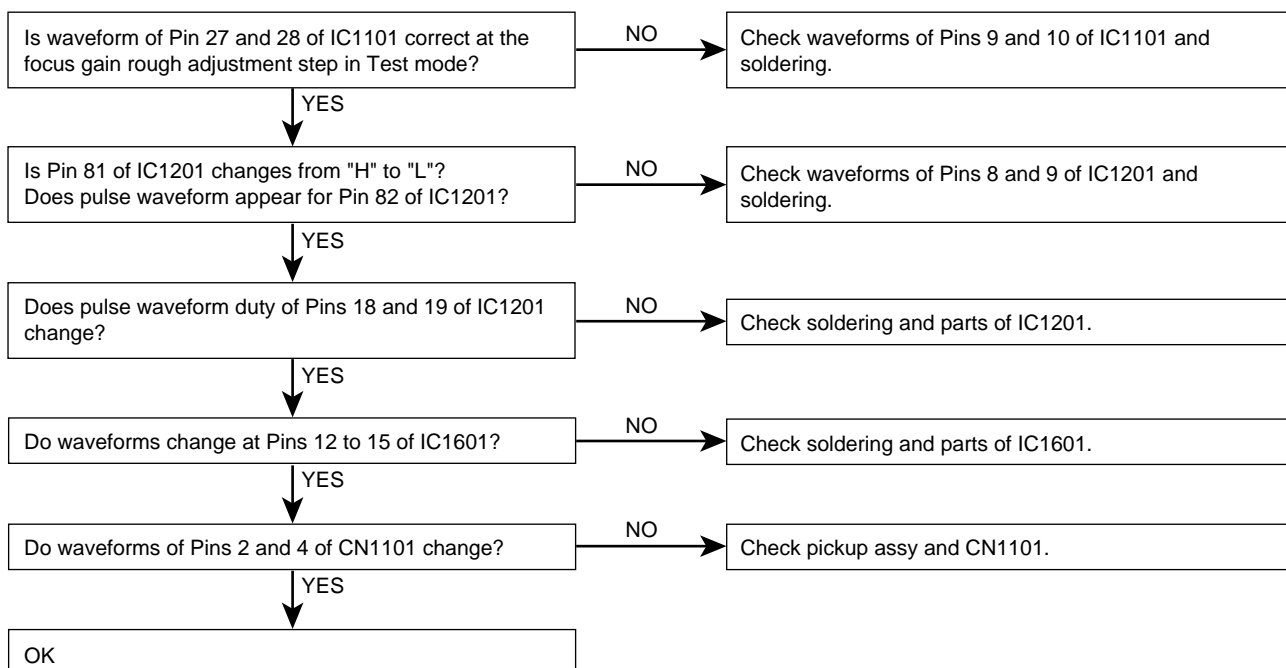 Is waveform of Pin 27 and 28 of IC1101 correct at the
focus gain rough adjustment step in Test mode?
NO
Check waveforms of Pins 9 and 10 of IC1101 and
soldering.
YES
Is Pin 81 of IC1201 changes from "H" to "L"?
Does pulse waveform appear for Pin 82 of IC1201?
NO
Check waveforms of Pins 8 and 9 of IC1201 and
soldering.
YES
Does pulse waveform duty of Pins 18 and 19 of IC1201
change?
NO
Check soldering and parts of IC1201.
YES
Do waveforms change at Pins 12 to 15 of IC1601?
NO
Check soldering and parts of IC1601.
YES
Do waveforms of Pins 2 and 4 of CN1101 change?
NO
Check pickup assy and CN1101.
YES
OK